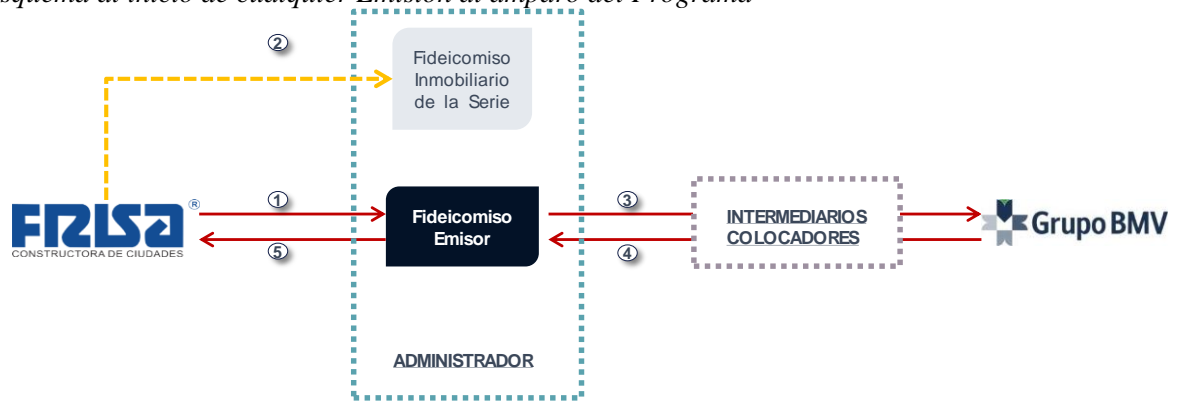 squema al inicio de cualquier Emisión al amparo del Programa
2
Fideicomiso
Inmobiliario
de la Serie
FRISA®
CONSTRUCTORA DE CIUDADES
1
5
Fideicomiso
Emisor
3
4
INTERMEDIARIOS
COLOCADORES
Grupo BMV
ADMINISTRADOR